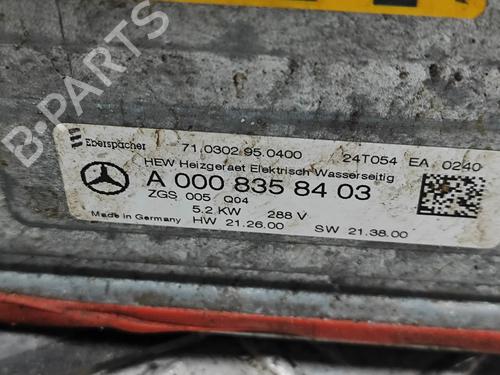 Eberspächer 71.0302.95.0400 24T054 EA 0240
HEW Heizgeraet Elektrisch Wasserseitig
A 000 835 84 03
ZGS 005 Q04
5.2 KW 288 V
Made in Germany HW 21.26.00 SW 21.38.00
B-PARTS